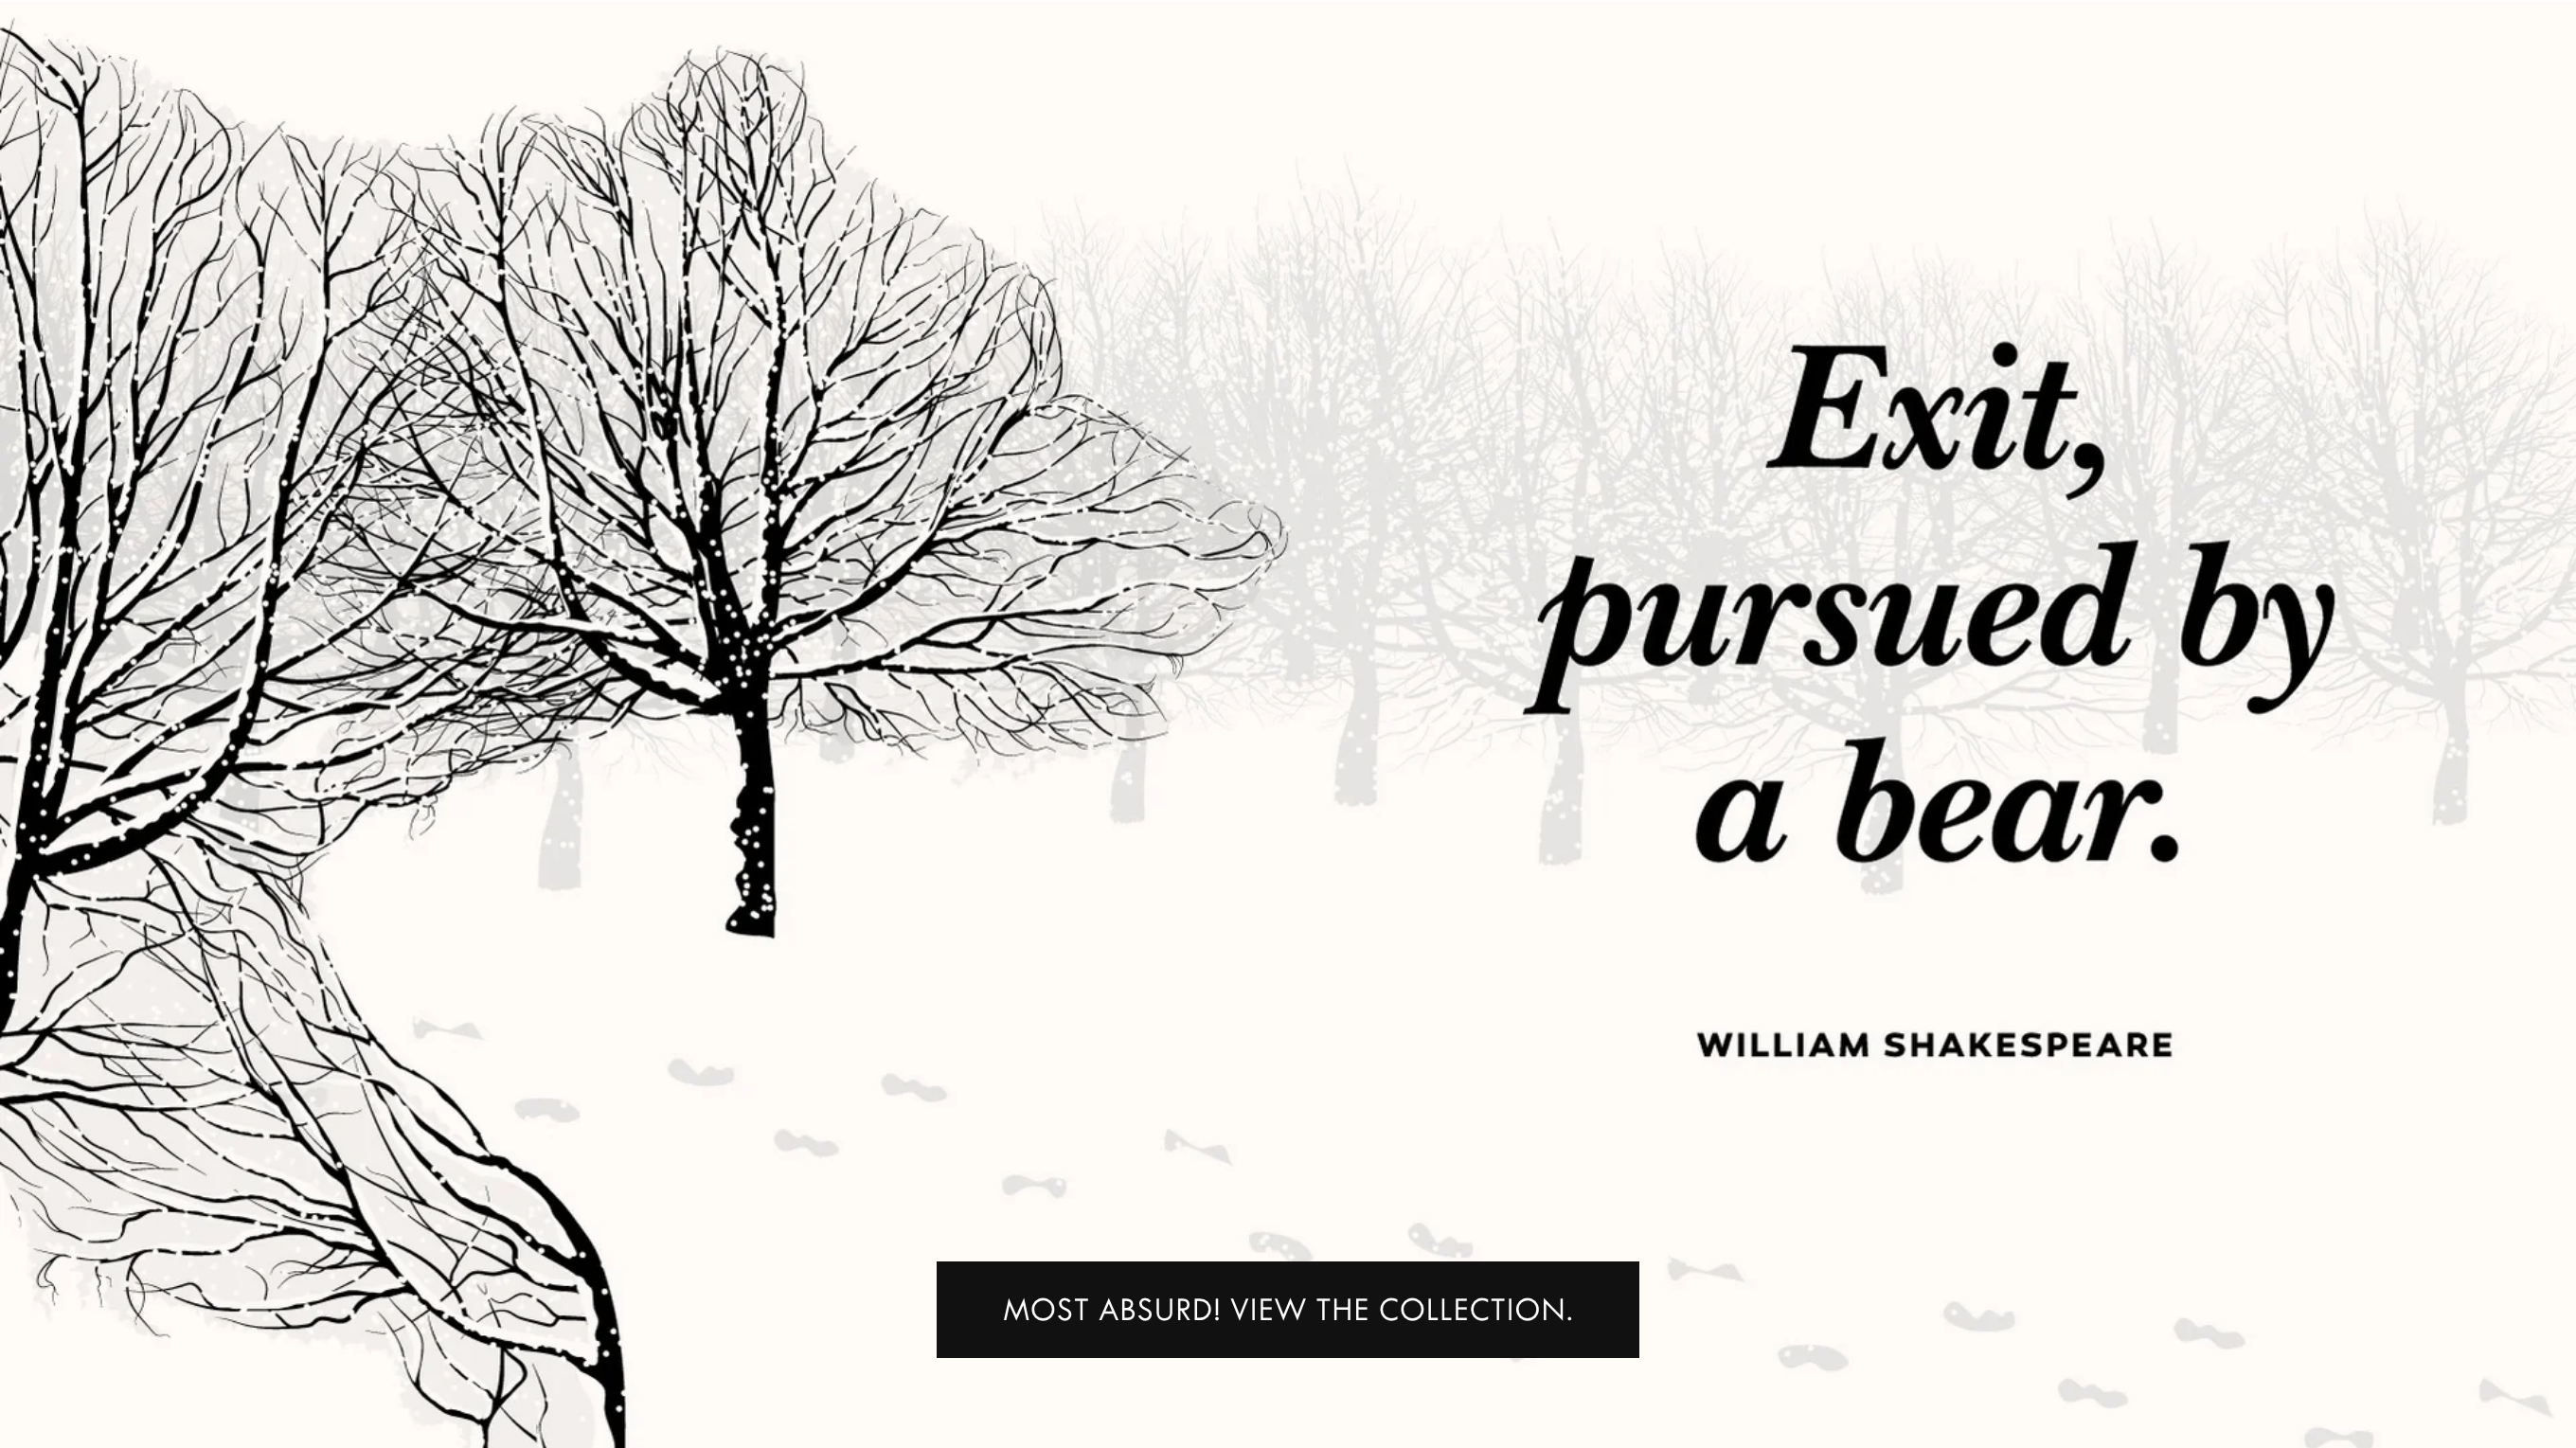 Exit,
pursued by
a bear.
WILLIAM SHAKESPEARE
MOST ABSURD! VIEW THE COLLECTION.